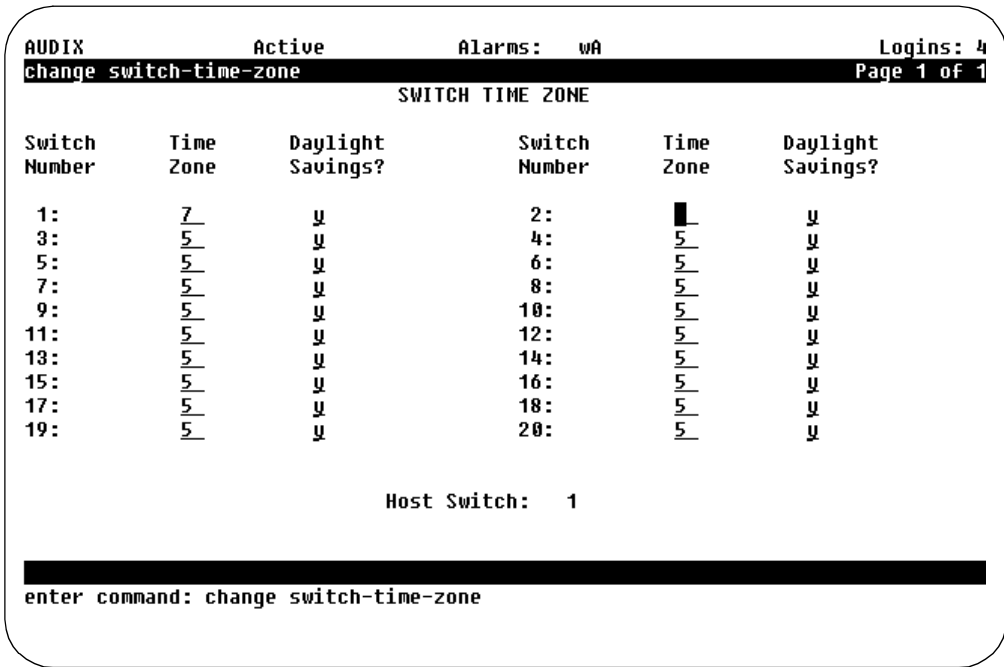 AUDIX Active Alarms: wA Logins: 4
change switch-time-zone Page 1 of 1
SWITCH TIME ZONE
Switch Time Daylight Switch Time Daylight
Number Zone Savings? Number Zone Savings?
1: 7 y 2: y
3: 5 y 4: 5 y
5: 5 y 6: 5 y
7: 5 y 8: 5 y
9: 5 y 10: 5 y
11: 5 y 12: 5 y
13: 5 y 14: 5 y
15: 5 y 16: 5 y
17: 5 y 18: 5 y
19: 5 y 20: 5 y
Host Switch: 1
enter command: change switch-time-zone